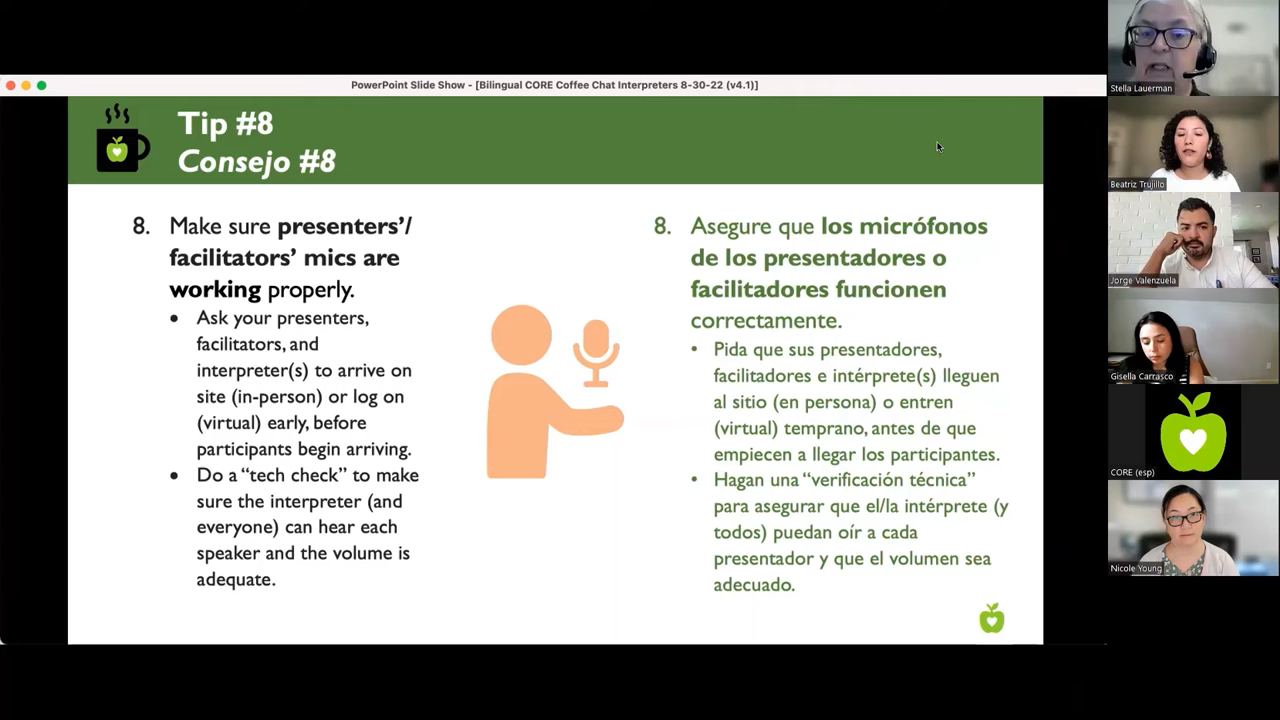 PowerPoint Slide Show - [Bilingual CORE Coffee Chat Interpreters 8-30-22 (v4.1)]
Tip #8
Consejo #8
8. Make sure presenters’/
facilitators’ mics are
working properly.
• Ask your presenters,
facilitators, and
interpreter(s) to arrive on
site (in-person) or log on
(virtual) early, before
participants begin arriving.
• Do a “tech check” to make
sure the interpreter (and
everyone) can hear each
speaker and the volume is
adequate.
8. Asegure que los micrófonos
de los presentadores o
facilitadores funcionen
correctamente.
• Pida que sus presentadores,
facilitadores e intérprete(s) lleguen
al sitio (en persona) o entren
(virtual) temprano, antes de que
empiecen a llegar los participantes.
• Hagan una “verificación técnica”
para asegurar que el/la intérprete (y
todos) puedan oír a cada
presentador y que el volumen sea
adecuado.
Stella Lauerman
Beatriz Trujillo
Jorge Valenzuela
Gisella Carrasco
CORE (esp)
Nicole Young